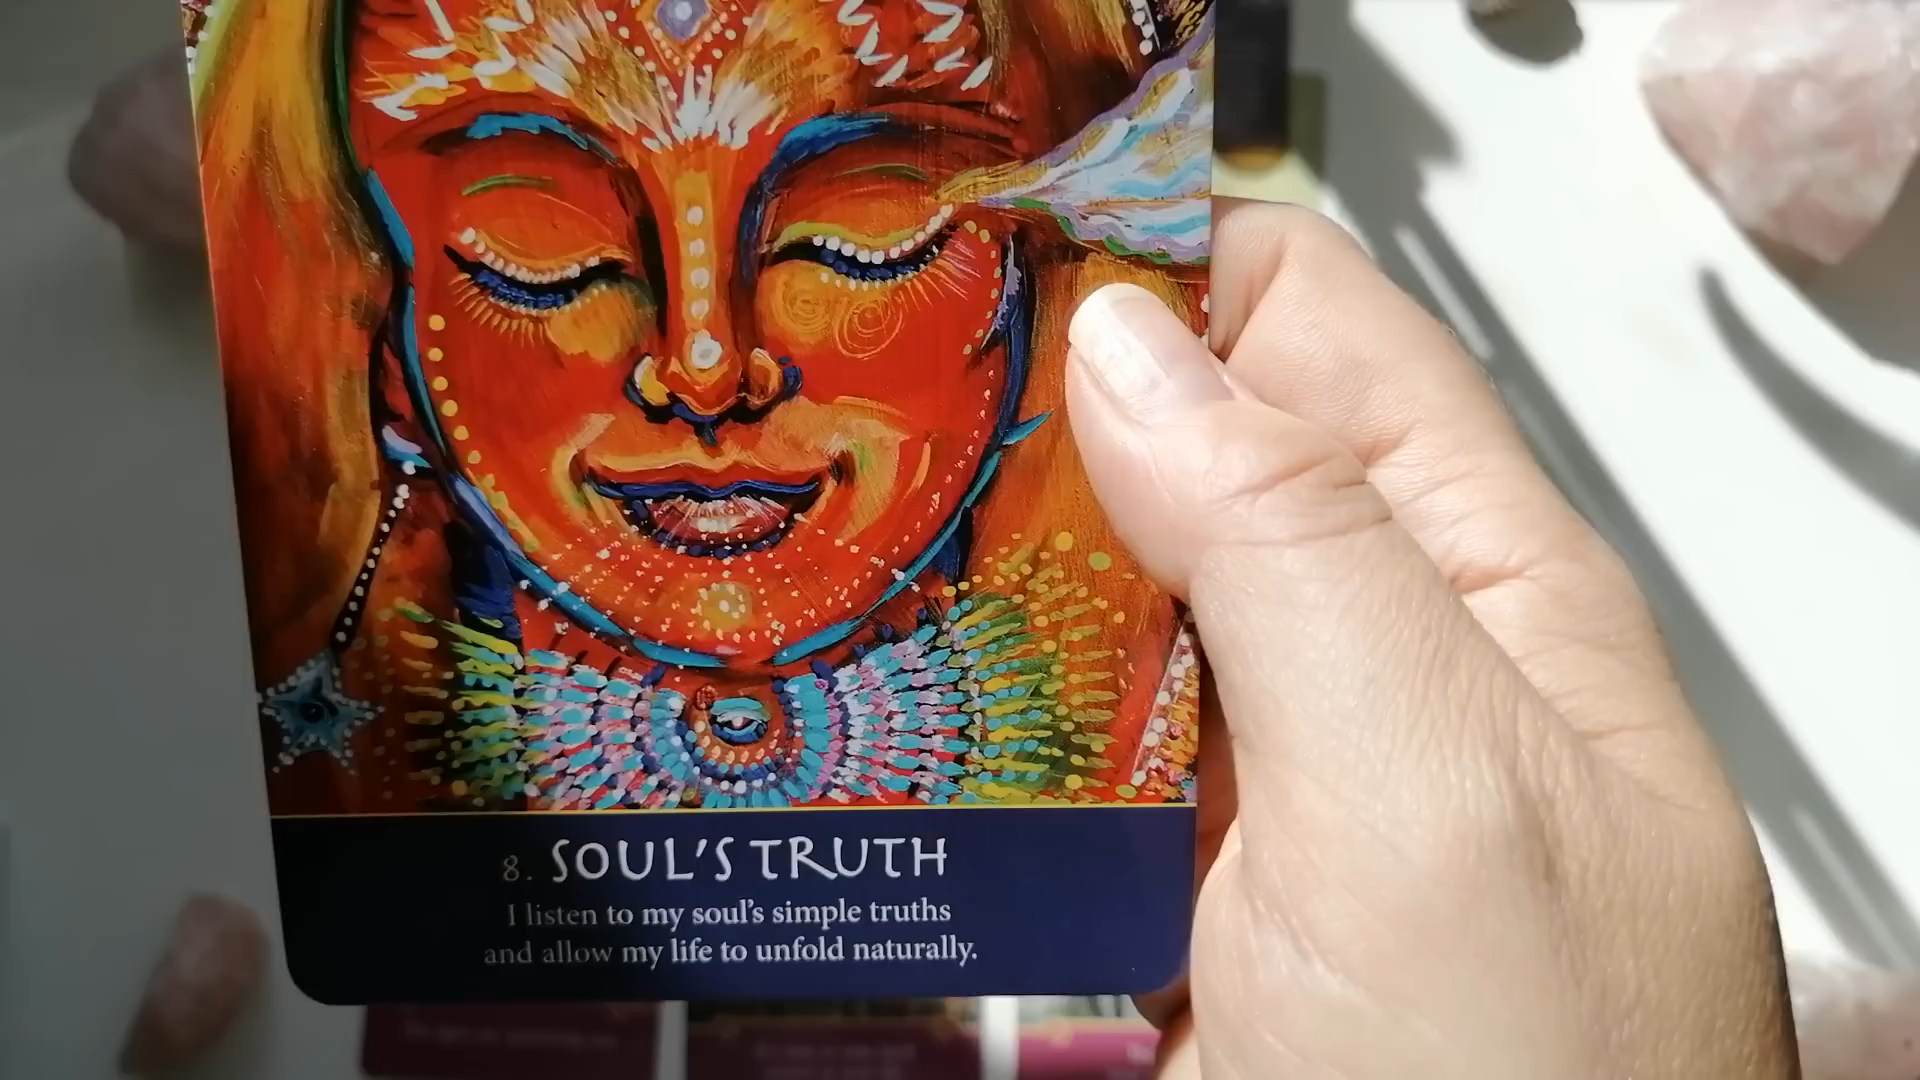 8. SOUL'S TRUTH
I listen to my soul's simple truths
and allow my life to unfold naturally.